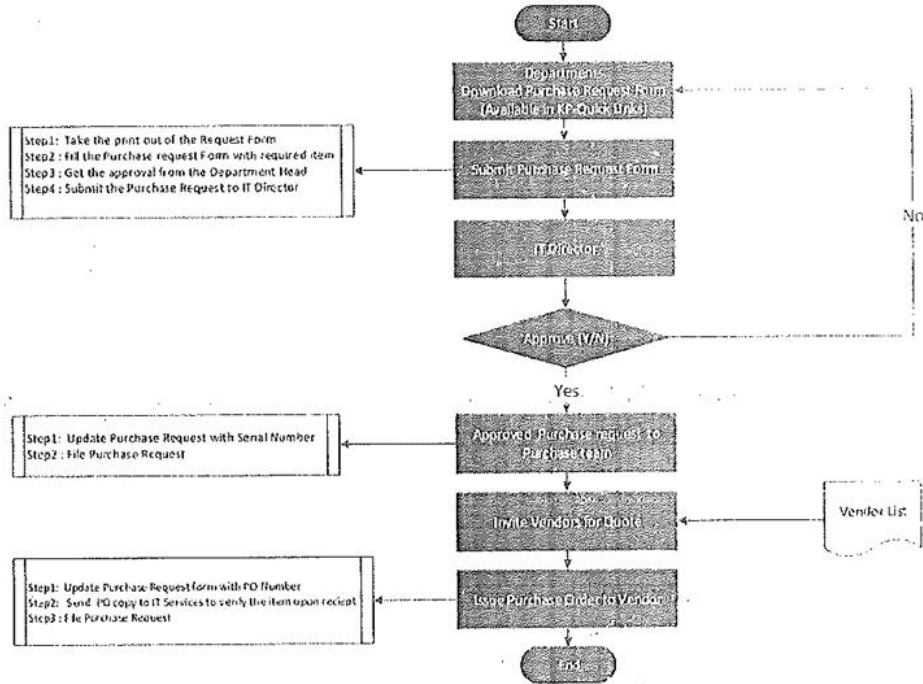 Start
Departments
Download Purchase Request Form
(Available in KP-Quick Links)
Step1: Take the print out of the Request Form
Step2 : Fill the Purchase request Form with required item
Step3 : Get the approval from the Department Head
Step4 : Submit the Purchase Request to IT Director
Submit Purchase Request Form
No
IT Director
Approve (Y/N)
Yes
Step1: Update Purchase Request with Serial Number
Step2 : File Purchase Request
Approved Purchase request to
Purchase team
Invite Vendors for Quote
Vendor List
Step1: Update Purchase Request form with PO Number
Step2: Send PO copy to IT Services to verify the item upon reciept
Step3 : File Purchase Request
Issue Purchase Order to Vendor
End